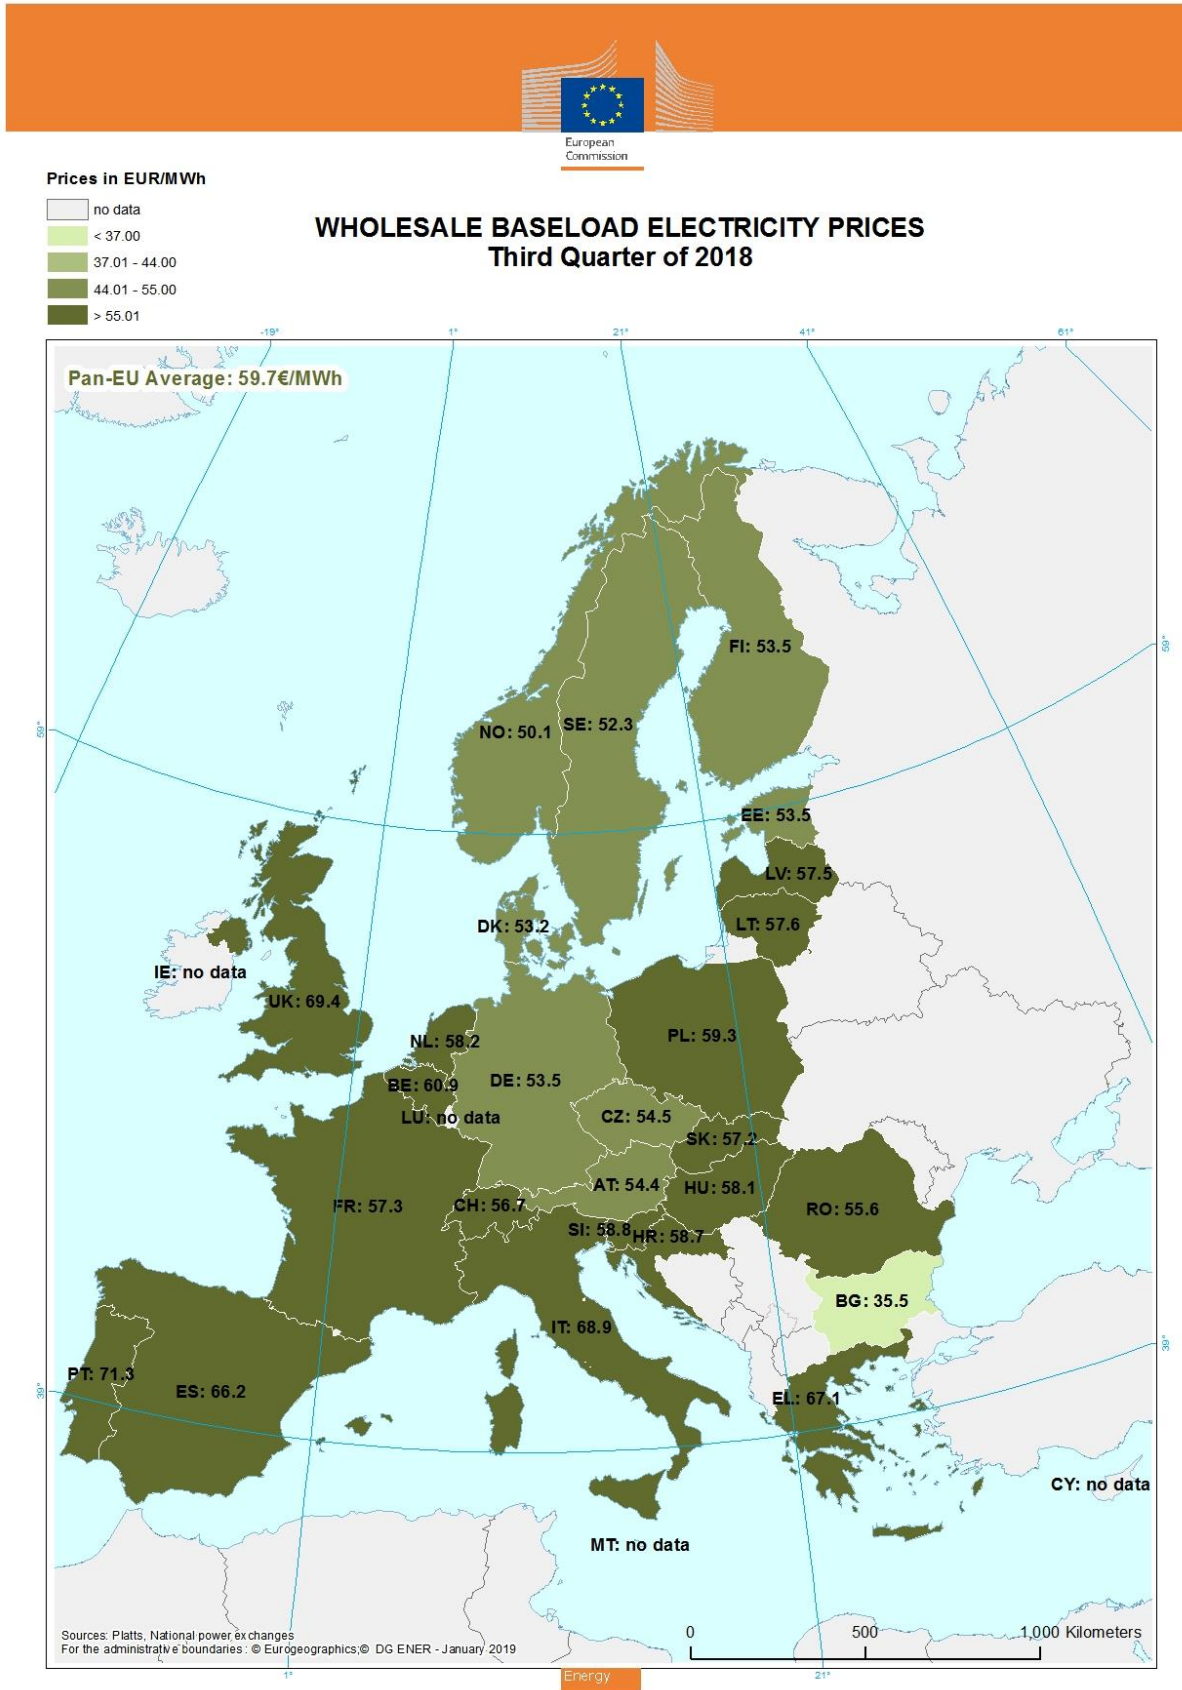 European
Commission
Prices in EUR/MWh
no data
< 37.00
37.01 - 44.00
44.01 - 55.00
> 55.01
WHOLESALE BASELOAD ELECTRICITY PRICES
Third Quarter of 2018
-19°
1°
21°
41°
61°
Pan-EU Average: 59.7€/MWh
FI: 53.5
59°
NO: 50.1
SE: 52.3
59°
EE: 53.5
LV: 57.5
DK: 53.2
LT: 57.6
IE: no data
UK: 69.4
NL: 58.2
PL: 59.3
BE: 60.9
DE: 53.5
LU: no data
CZ: 54.5
SK: 57.2
AT: 54.4
HU: 58.1
FR: 57.3
CH: 56.7
RO: 55.6
SI: 58.8
HR: 58.7
BG: 35.5
IT: 68.9
39°
PT: 71.3
39°
ES: 66.2
EL: 67.1
CY: no data
MT: no data
Sources: Platts, National power exchanges
For the administrative boundaries : © Eurogeographics,© DG ENER - January 2019
0
500
1,000 Kilometers
1°
Energy
21°